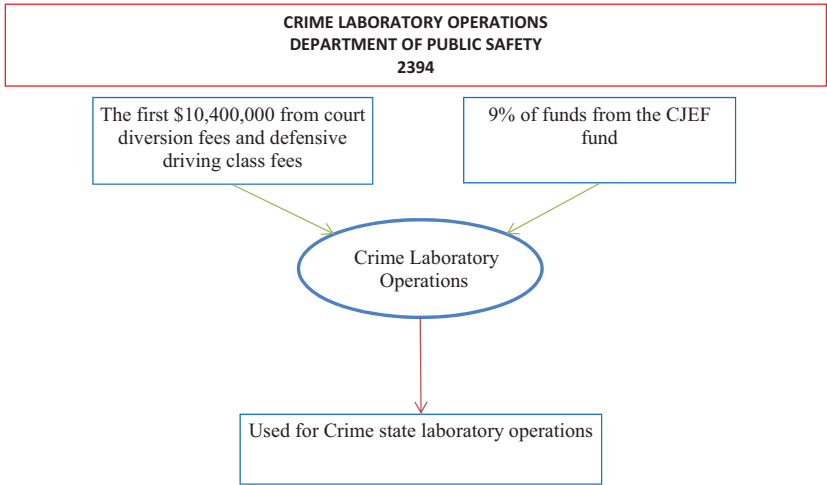 CRIME LABORATORY OPERATIONS
DEPARTMENT OF PUBLIC SAFETY
2394
The first $10,400,000 from court
diversion fees and defensive
driving class fees
9% of funds from the CJEF
fund
Crime Laboratory
Operations
Used for Crime state laboratory operations